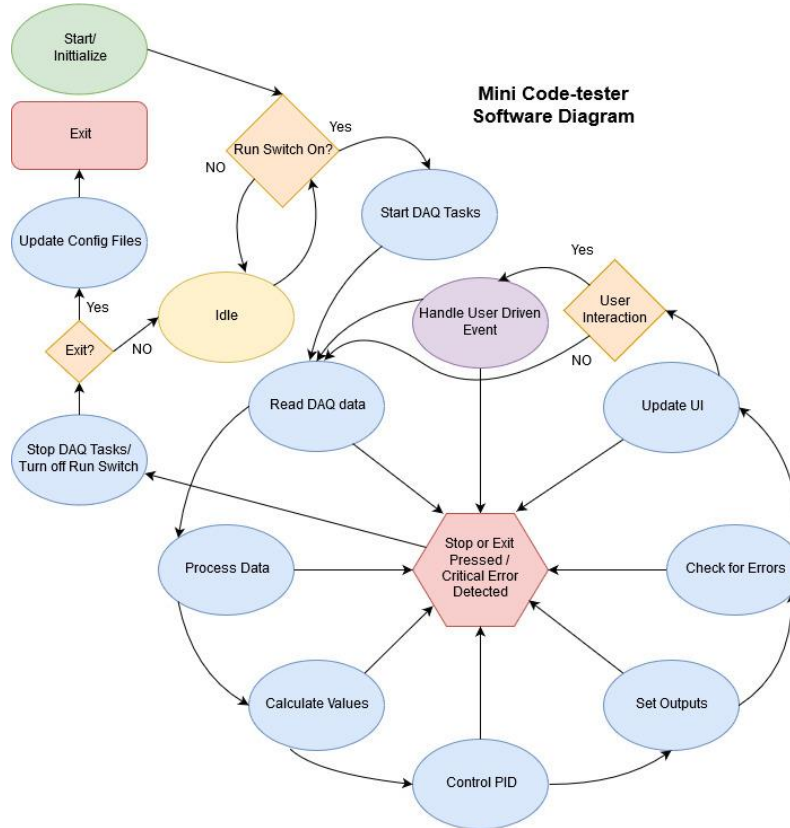 Start/
Inittialize
Mini Code-tester
Software Diagram
Exit
Run Switch On?
Yes
NO
Update Config Files
Start DAQ Tasks
Yes
User
Interaction
Handle User Driven
Event
Idle
Yes
Exit?
NO
NO
Read DAQ data
Update UI
Stop DAQ Tasks/
Turn off Run Switch
Stop or Exit
Pressed /
Critical Error
Detected
Process Data
Check for Errors
Calculate Values
Set Outputs
Control PID